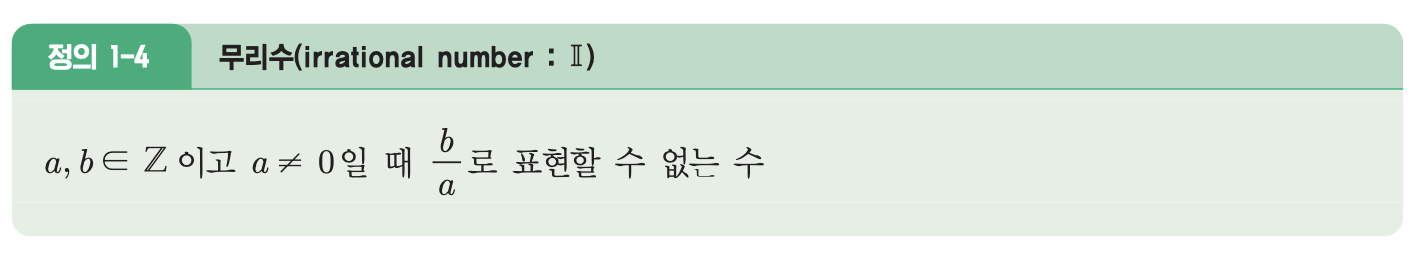 정의 1-4 무리수(irrational number : 𝕀)
a, b ∈ ℤ 이고 a ≠ 0일 때 b/a로 표현할 수 없는 수